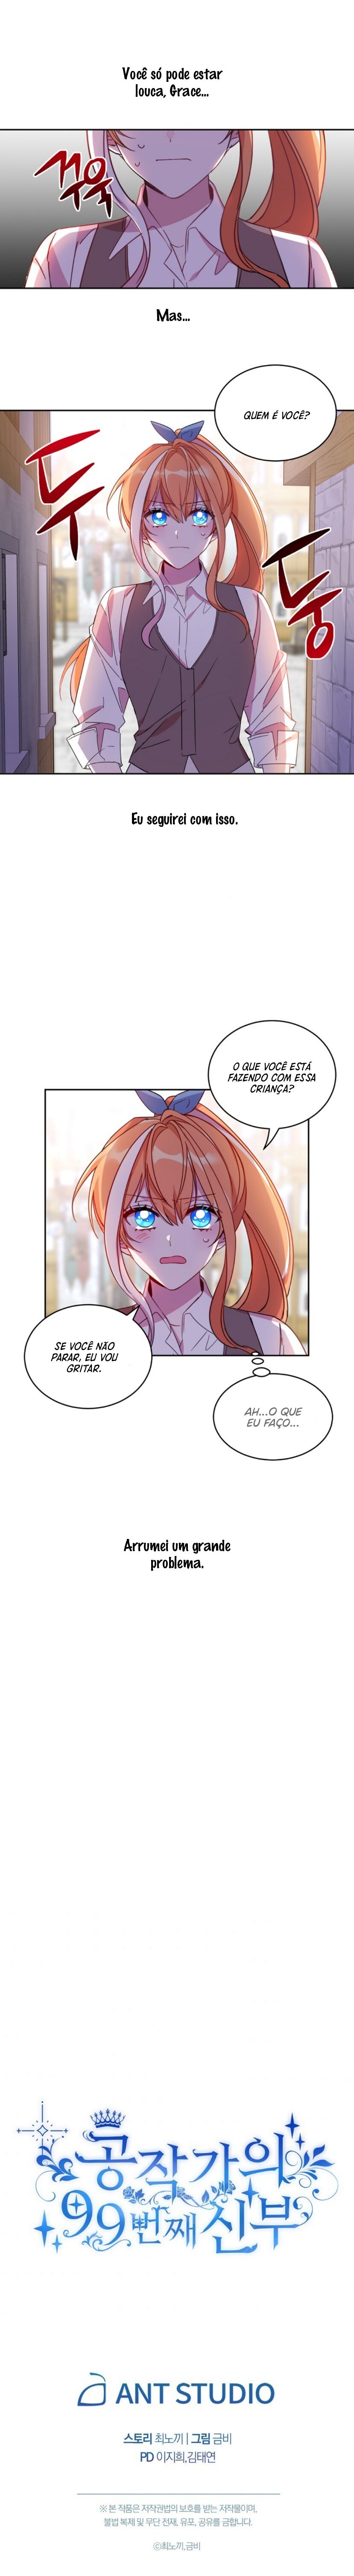 Você só pode estar
louca, Grace...
꾸욱
Mas...
QUEM É VOCÊ?
두
둥
Eu seguirei com isso.
O QUE VOCÊ ESTÁ
FAZENDO COM ESSA
CRIANÇA?
SE VOCÊ NÃO
PARAR, EU VOU
GRITAR.
AH...O QUE
EU FAÇO...
Arrumei um grande
problema.
공작가의
99번째 신부
ANT STUDIO
스토리 최노끼 | 그림 금비
PD 이지희,김태연
※ 본 작품은 저작권법의 보호를 받는 저작물이며,
불법 복제 및 무단 전재, 유포, 공유를 금합니다.
ⓒ최노끼,금비